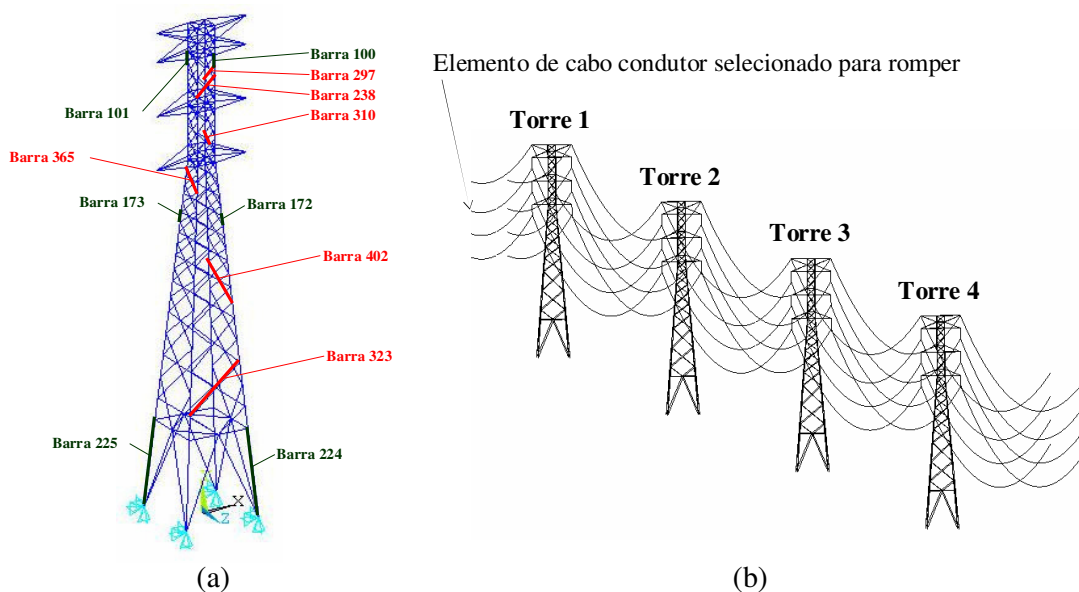 Barra 100
Barra 297
Barra 238
Barra 101
Barra 310
Barra 365
Barra 173
Barra 172
Barra 402
Barra 323
Barra 225
Barra 224
X
Z
(a)
Elemento de cabo condutor selecionado para romper
Torre 1
Torre 2
Torre 3
Torre 4
(b)